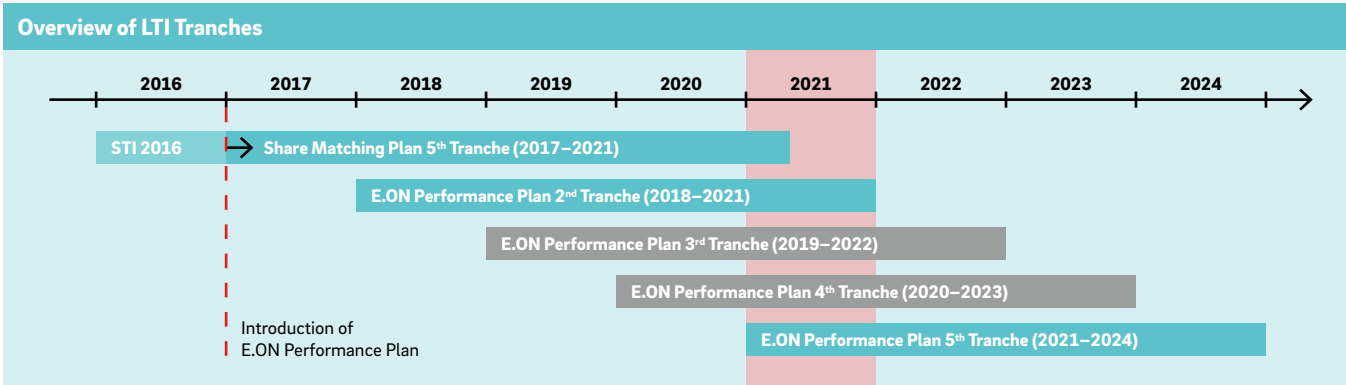 Overview of LTI Tranches
2016 2017 2018 2019 2020 2021 2022 2023 2024
STI 2016 Share Matching Plan 5th Tranche (2017–2021)
E.ON Performance Plan 2nd Tranche (2018–2021)
E.ON Performance Plan 3rd Tranche (2019–2022)
E.ON Performance Plan 4th Tranche (2020–2023)
Introduction of
E.ON Performance Plan
E.ON Performance Plan 5th Tranche (2021–2024)